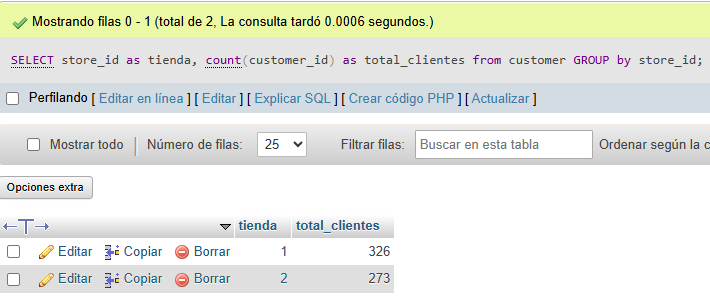 Mostrando filas 0 - 1 (total de 2, La consulta tardó 0.0006 segundos.)
SELECT store_id as tienda, count(customer_id) as total_clientes from customer GROUP by store_id;
Perfilando [ Editar en línea ] [ Editar ] [ Explicar SQL ] [ Crear código PHP ] [ Actualizar ]
Mostrar todo Número de filas: 25 Filtrar filas: Buscar en esta tabla Ordenar según la c
Opciones extra
tienda total_clientes
Editar Copiar Borrar 1 326
Editar Copiar Borrar 2 273